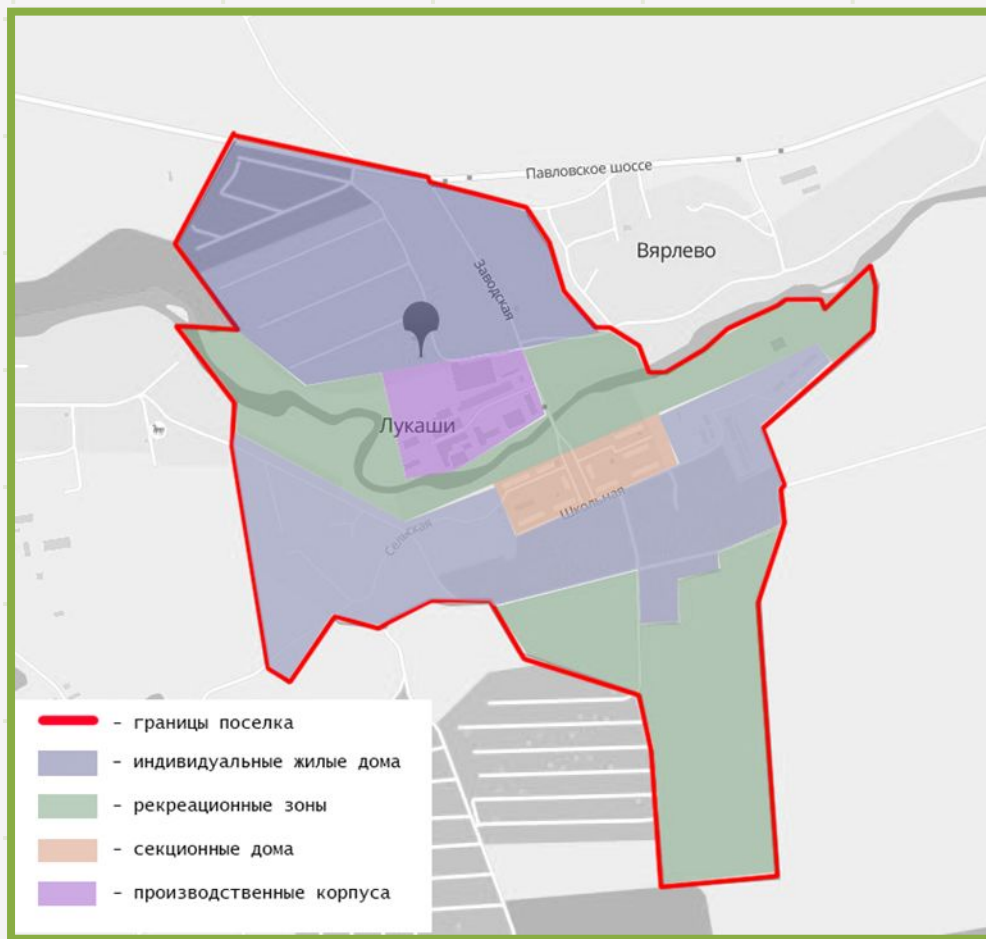 Павловское шоссе
Вярлево
Заводская
Лукаши
Школьная
Сельская
- границы поселка
- индивидуальные жилые дома
- рекреационные зоны
- секционные дома
- производственные корпуса